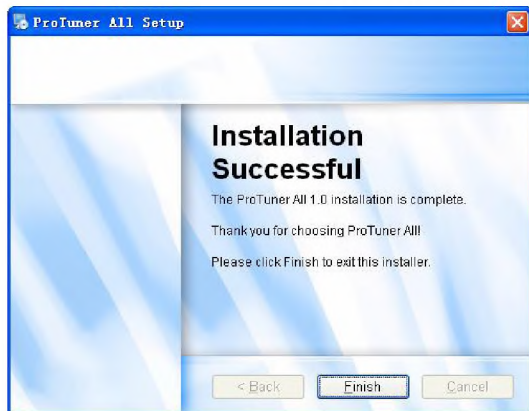 ProTuner All Setup
Installation
Successful
The ProTuner All 1.0 installation is complete.
Thank you for choosing ProTuner All!
Please click Finish to exit this installer.
< Back Finish Cancel